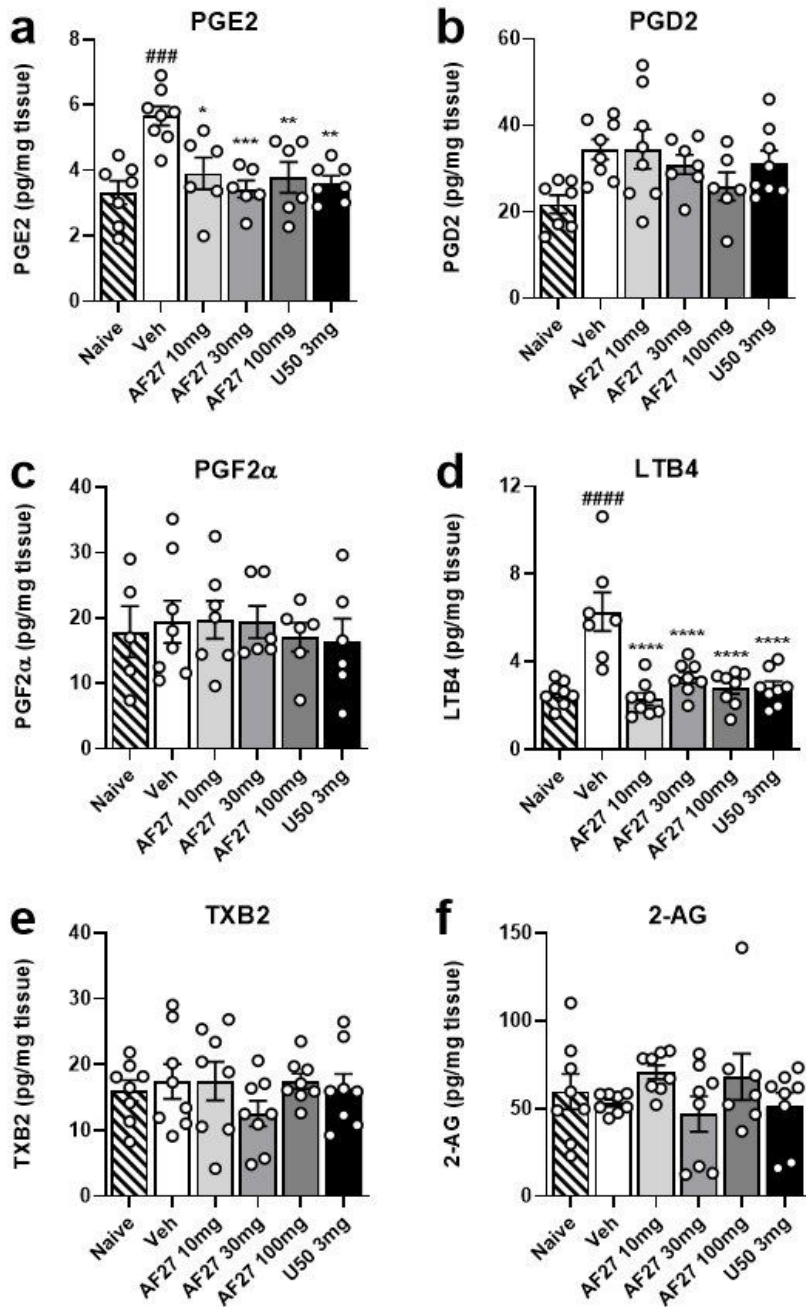 a
PGE2
PGE2 (pg/mg tissue)
8
6
4
2
0
###
*
***
**
**
Naive
Veh
AF27 10mg
AF27 30mg
AF27 100mg
U50 3mg
b
PGD2
PGD2 (pg/mg tissue)
60
40
20
0
Naive
Veh
AF27 10mg
AF27 30mg
AF27 100mg
U50 3mg
c
PGF2α
PGF2α (pg/mg tissue)
40
30
20
10
0
Naive
Veh
AF27 10mg
AF27 30mg
AF27 100mg
U50 3mg
d
LTB4
LTB4 (pg/mg tissue)
12
9
6
3
0
####
****
****
****
****
Naive
Veh
AF27 10mg
AF27 30mg
AF27 100mg
U50 3mg
e
TXB2
TXB2 (pg/mg tissue)
40
30
20
10
0
Naive
Veh
AF27 10mg
AF27 30mg
AF27 100mg
U50 3mg
f
2-AG
2-AG (pg/mg tissue)
150
100
50
0
Naive
Veh
AF27 10mg
AF27 30mg
AF27 100mg
U50 3mg